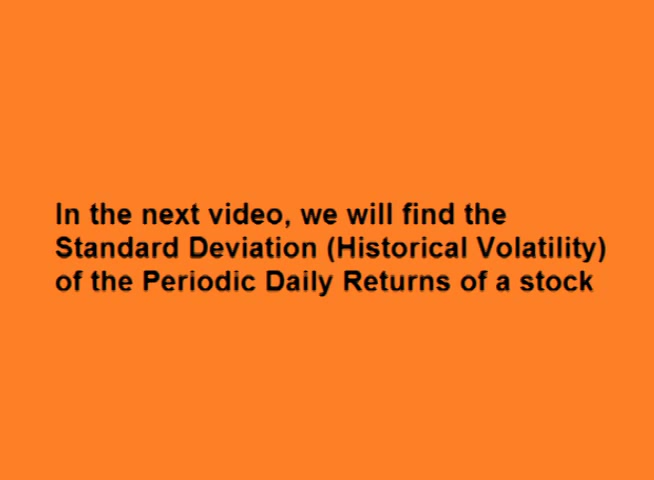 In the next video, we will find the
Standard Deviation (Historical Volatility)
of the Periodic Daily Returns of a stock